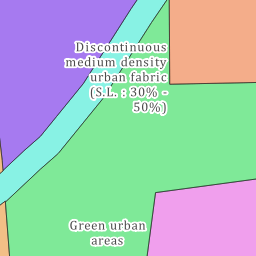 Discontinuous
medium density
urban fabric
(S.L. : 30% -
50%)
Green urban
areas